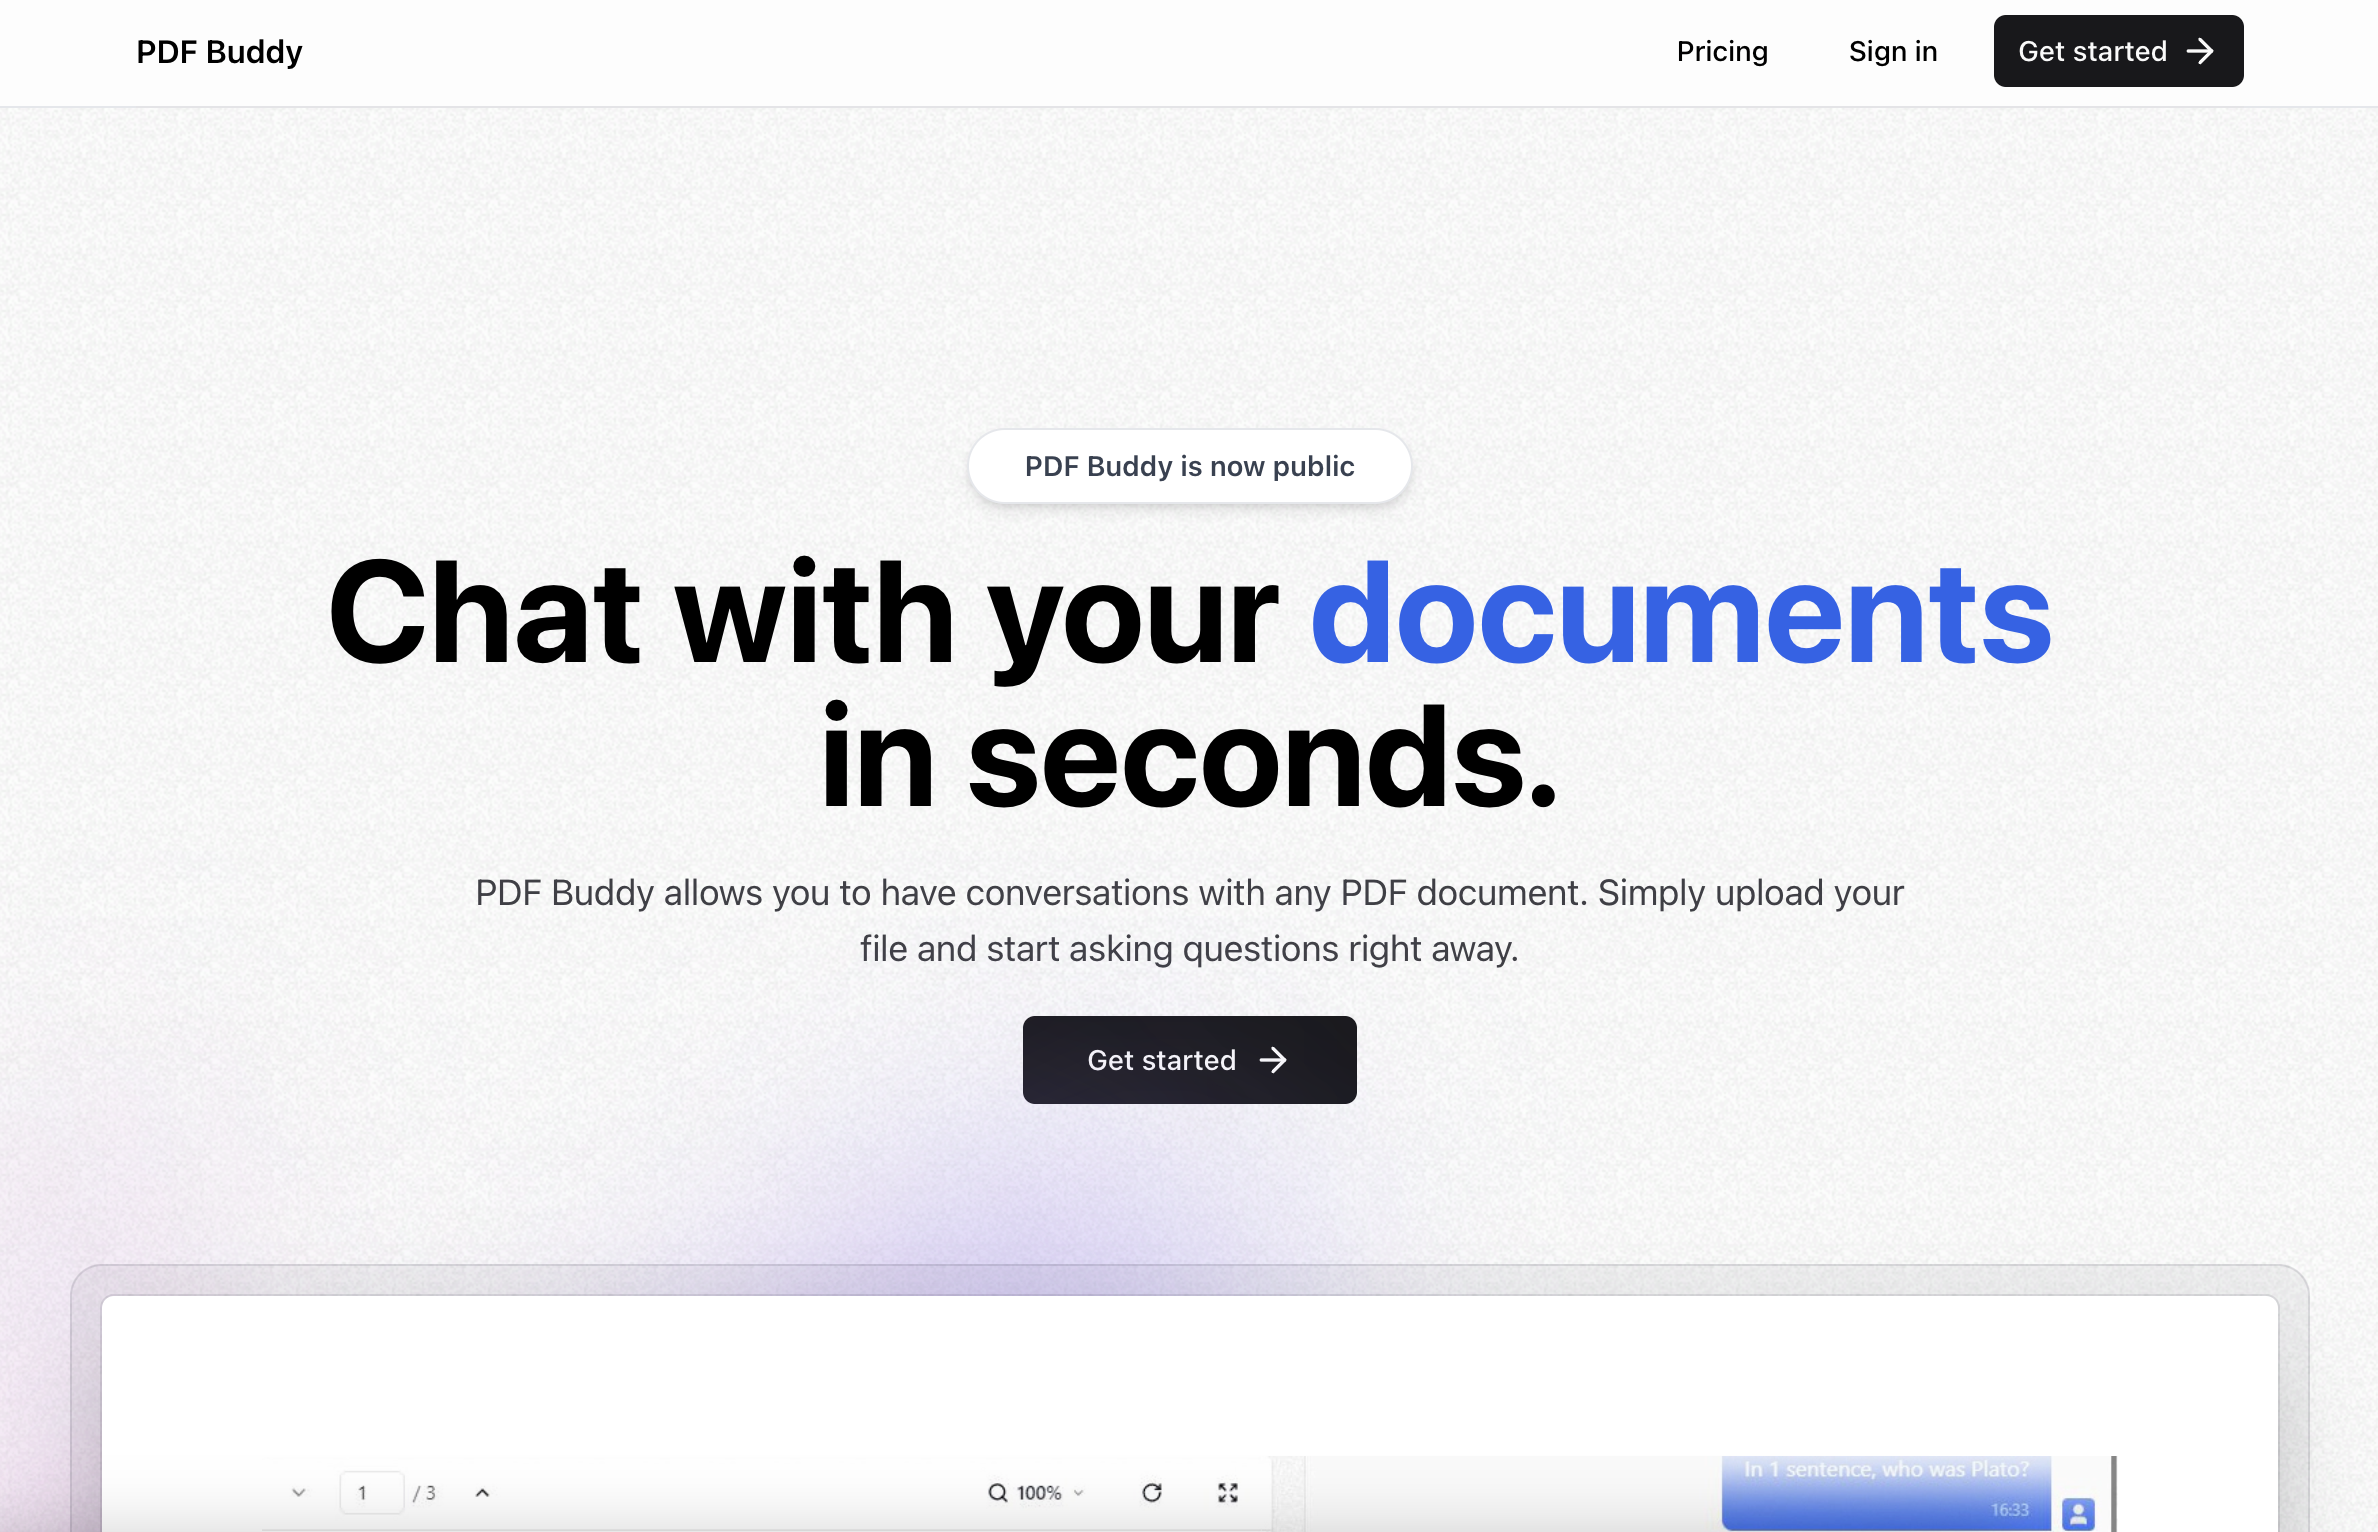 PDF Buddy
Pricing
Sign in
Get started
PDF Buddy is now public
Chat with your documents
in seconds.
PDF Buddy allows you to have conversations with any PDF document. Simply upload your
file and start asking questions right away.
Get started
1 / 3
100%
In 1 sentence, who was Plato?
16:33